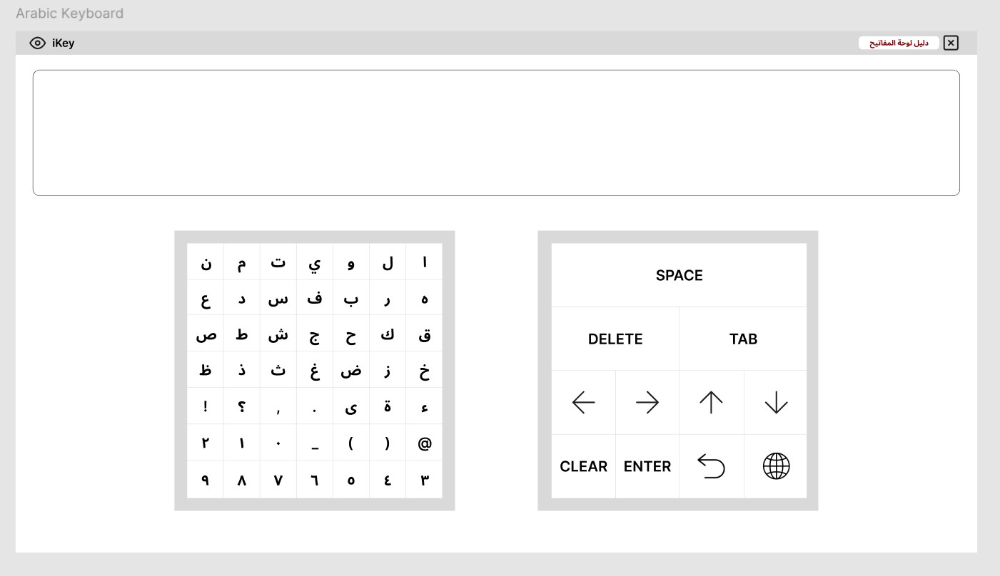 Arabic Keyboard
iKey
دليل لوحة المفاتيح
ا ل و ي ت م ن
ه ر ب ف س د ع
ق ك ح ج ش ط ص
خ ز ض غ ث ذ ظ
ء ة ى . , ؟ !
@ ( ) _ ٠ ١ ٢
٣ ٤ ٥ ٦ ٧ ٨ ٩
SPACE
DELETE TAB
CLEAR ENTER